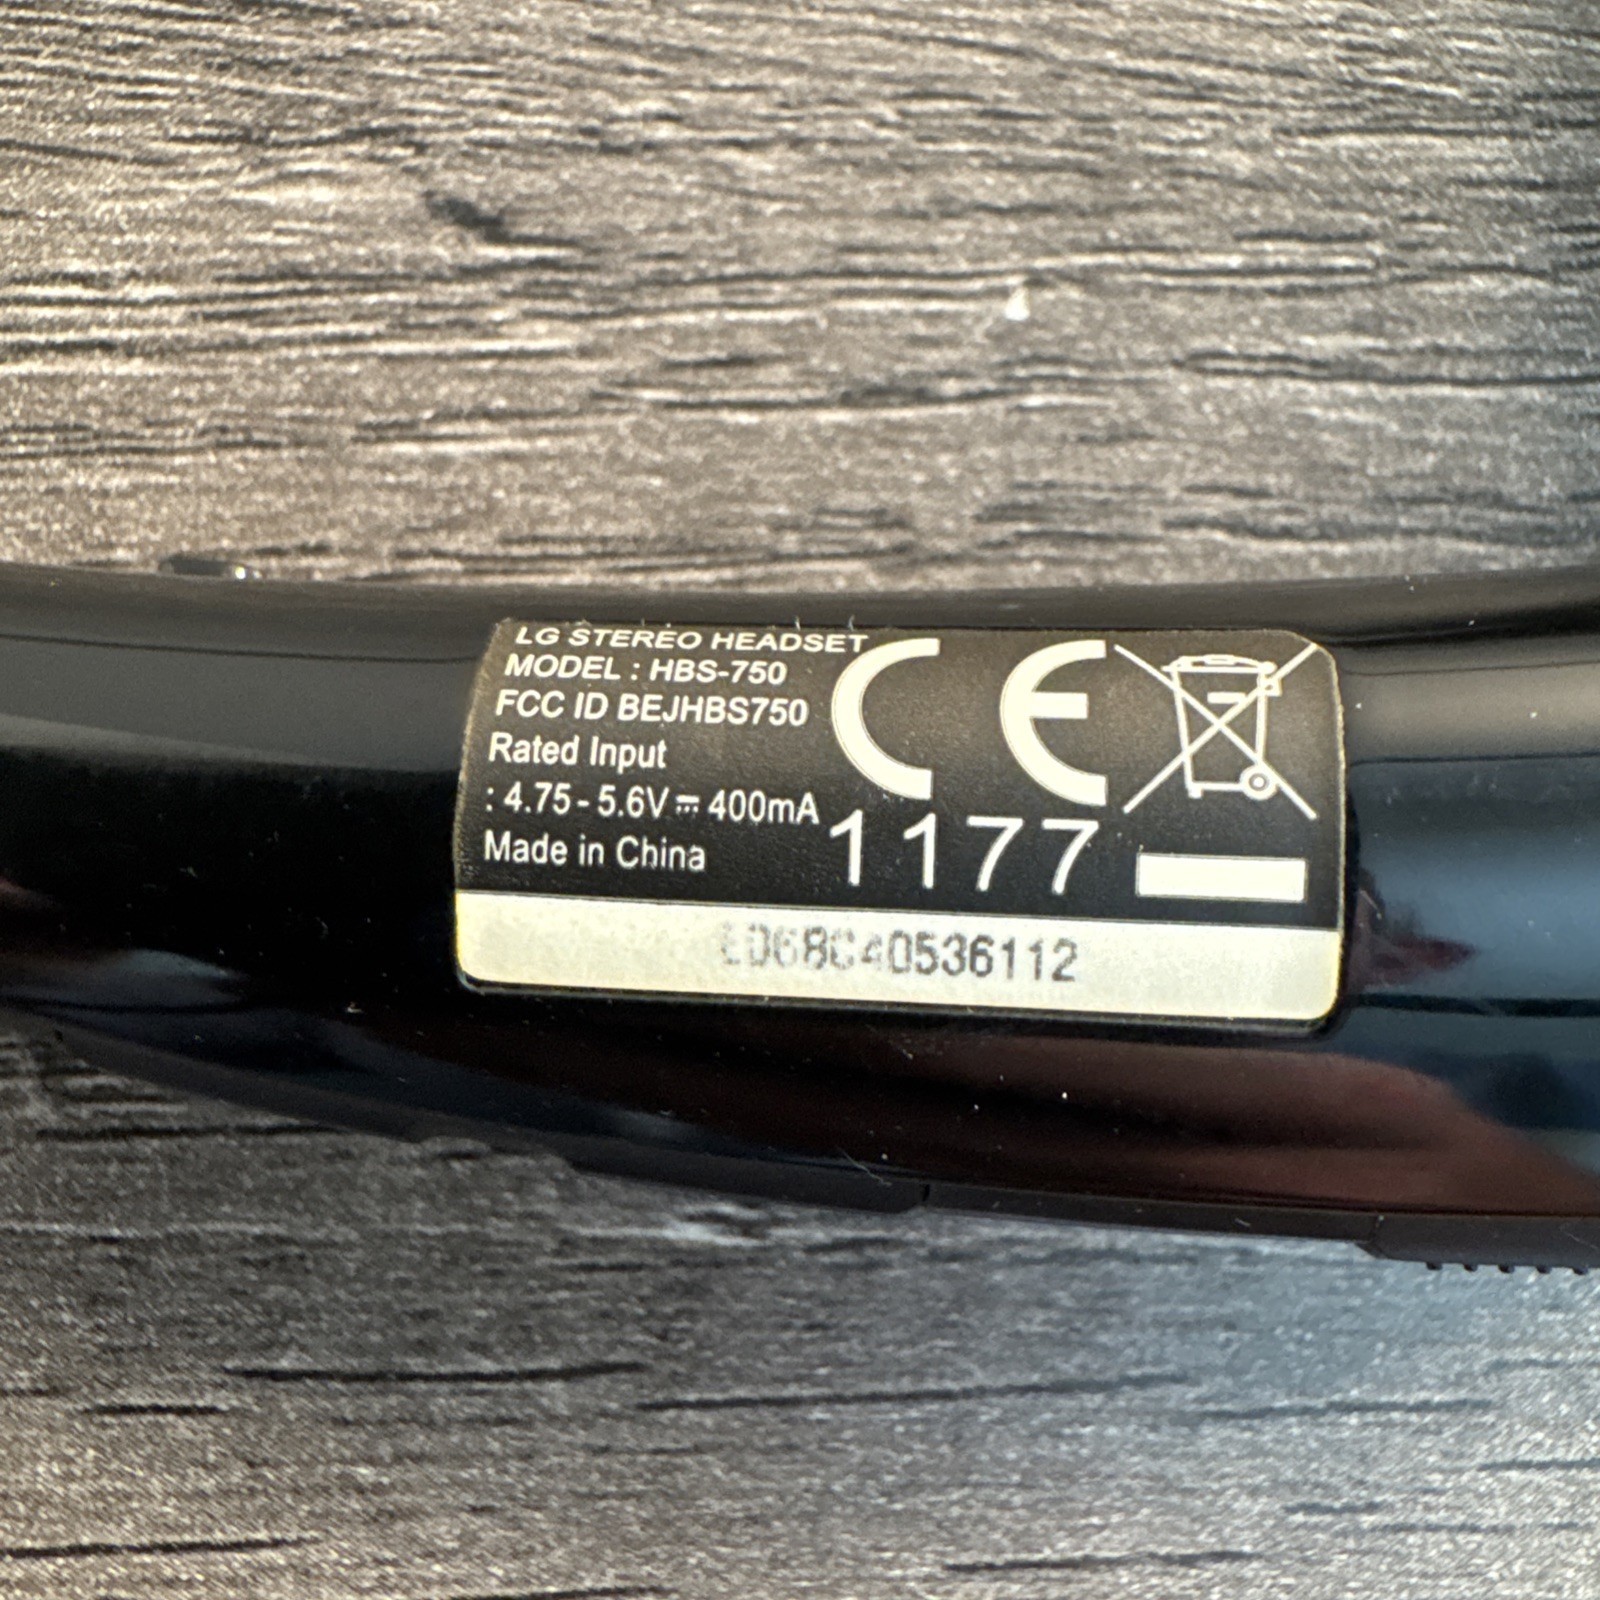 LG STEREO HEADSET
MODEL : HBS-750
FCC ID BEJHBS750
Rated Input
: 4.75 - 5.6V ⎓ 400mA
Made in China
CE
1177